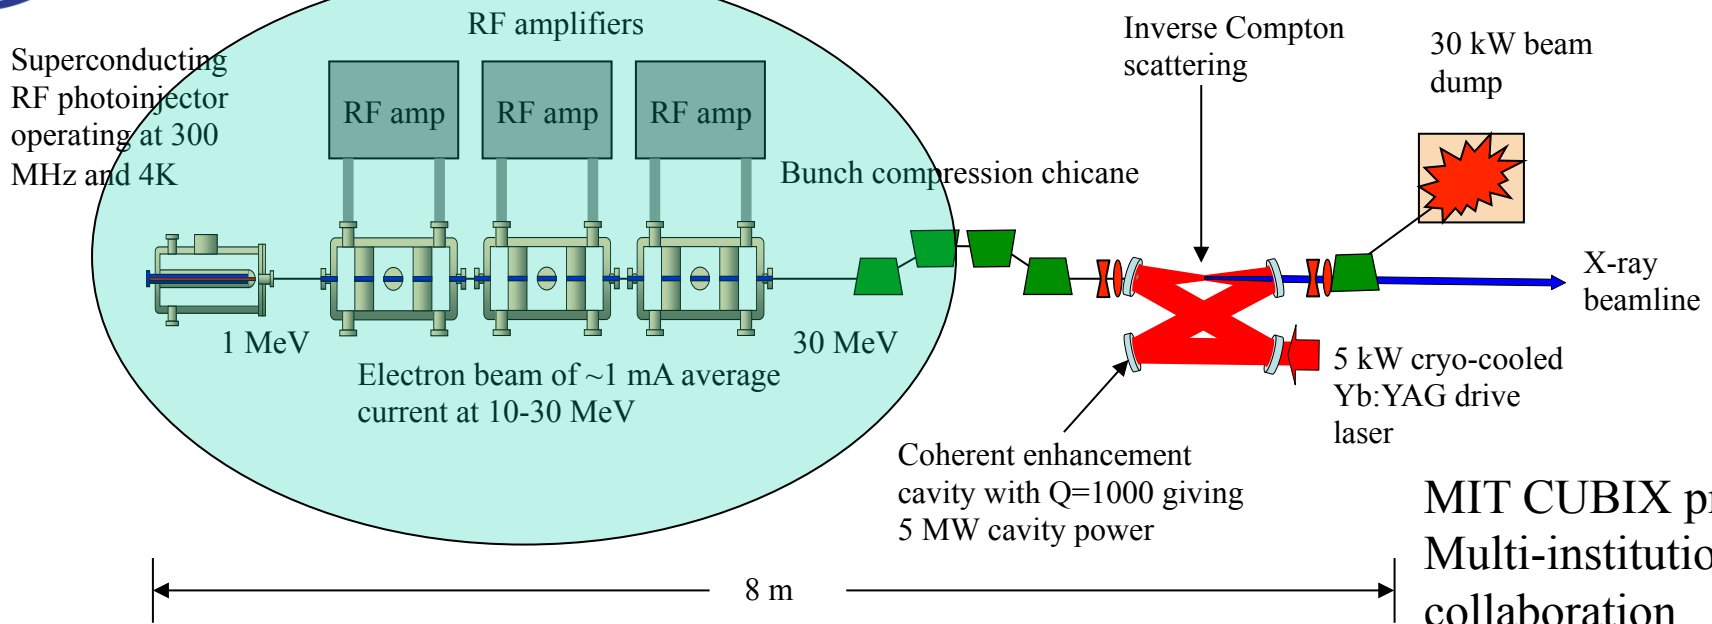 RF amplifiers
Superconducting
RF photoinjector
operating at 300
MHz and 4K
RF amp
RF amp
RF amp
Bunch compression chicane
Inverse Compton
scattering
30 kW beam
dump
X-ray
beamline
1 MeV
30 MeV
Electron beam of ~1 mA average
current at 10-30 MeV
5 kW cryo-cooled
Yb:YAG drive
laser
Coherent enhancement
cavity with Q=1000 giving
5 MW cavity power
8 m
MIT CUBIX
collaboration